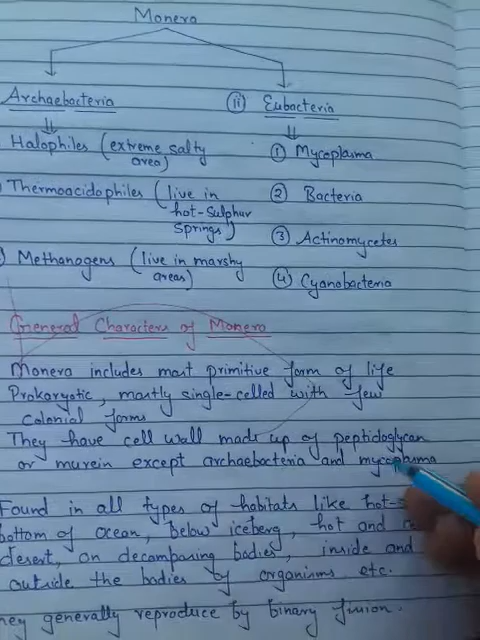 Monera
Archaebacteria
(ii) Eubacteria
Halophiles (extreme salty
area)
① Mycoplasma
Thermoacidophiles (live in
hot-sulphur
springs)
② Bacteria
③ Actinomycetes
Methanogens (live in marshy
areas)
④ Cyanobacteria
General Characters of Monera
Monera includes most primitive form of life
Prokaryotic, mostly single-celled with few
colonial forms
They have cell wall made up of peptidoglycan
or murein except archaebacteria and mycoplasma
Found in all types of habitats like hot-
bottom of ocean, below iceberg, hot and
desert, on decomposing bodies, inside and
outside the bodies of organisms etc.
hey generally reproduce by binary fission.